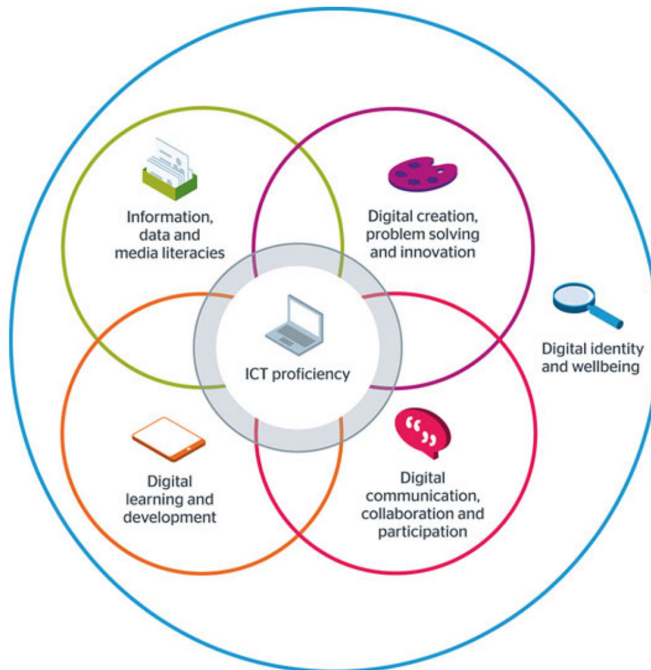 Information,
data and
media literacies
Digital creation,
problem solving
and innovation
Digital identity
and wellbeing
ICT proficiency
Digital
learning and
development
Digital
communication,
collaboration and
participation